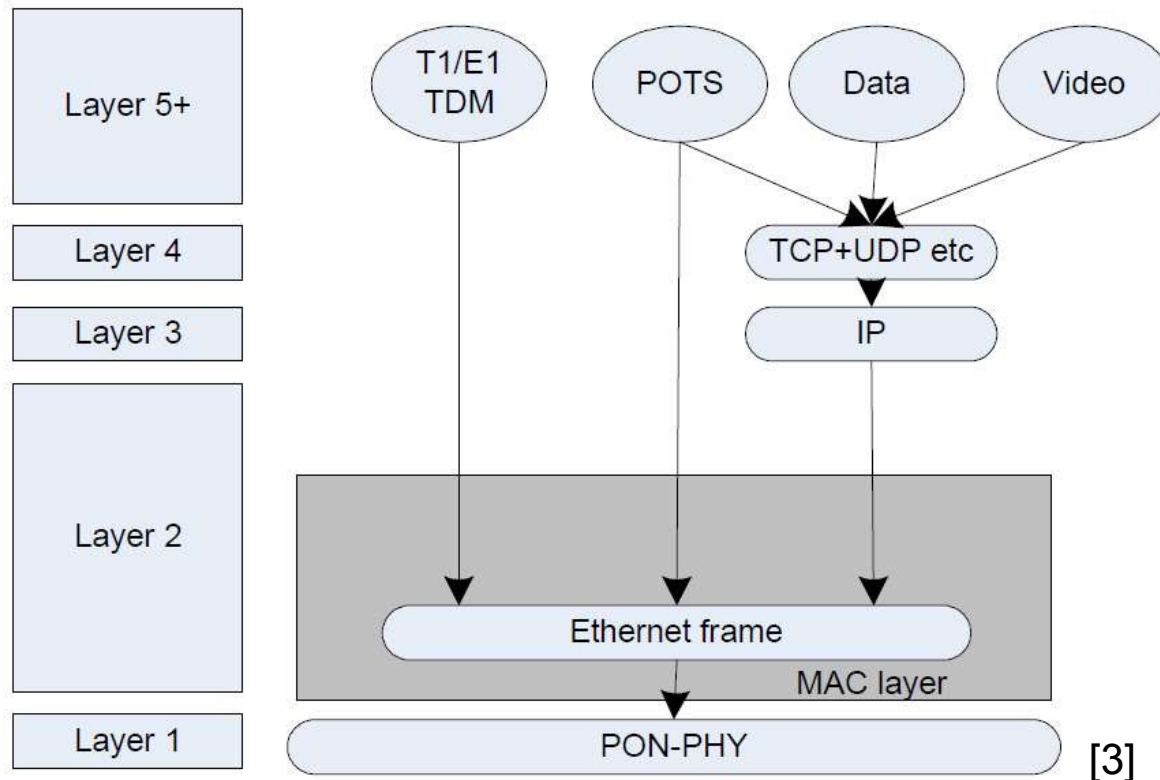 Layer 5+
T1/E1
TDM
POTS
Data
Video
Layer 4
TCP+UDP etc
Layer 3
IP
Layer 2
Ethernet frame
MAC layer
Layer 1
PON-PHY
[3]